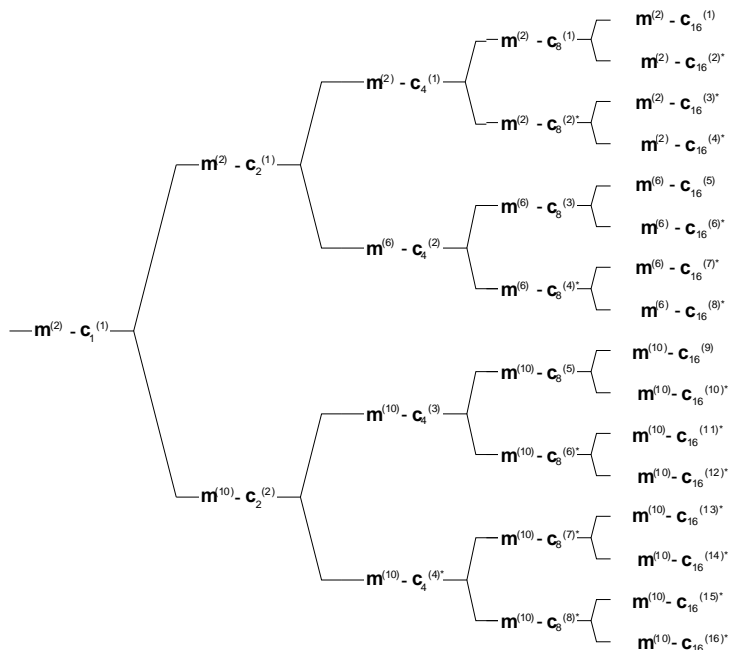 m(2) - c16(1)
m(2) - c8(1)
m(2) - c16(2)*
m(2) - c4(1)
m(2) - c16(3)*
m(2) - c8(2)*
m(2) - c16(4)*
m(2) - c2(1)
m(6) - c16(5)
m(6) - c8(3)
m(6) - c16(6)*
m(6) - c4(2)
m(6) - c16(7)*
m(6) - c8(4)*
m(6) - c16(8)*
m(2) - c1(1)
m(10) - c16(9)
m(10) - c8(5)
m(10) - c16(10)*
m(10) - c4(3)
m(10) - c16(11)*
m(10) - c8(6)*
m(10) - c16(12)*
m(10) - c2(2)
m(10) - c16(13)*
m(10) - c8(7)*
m(10) - c16(14)*
m(10) - c4(4)*
m(10) - c16(15)*
m(10) - c8(8)*
m(10) - c16(16)*